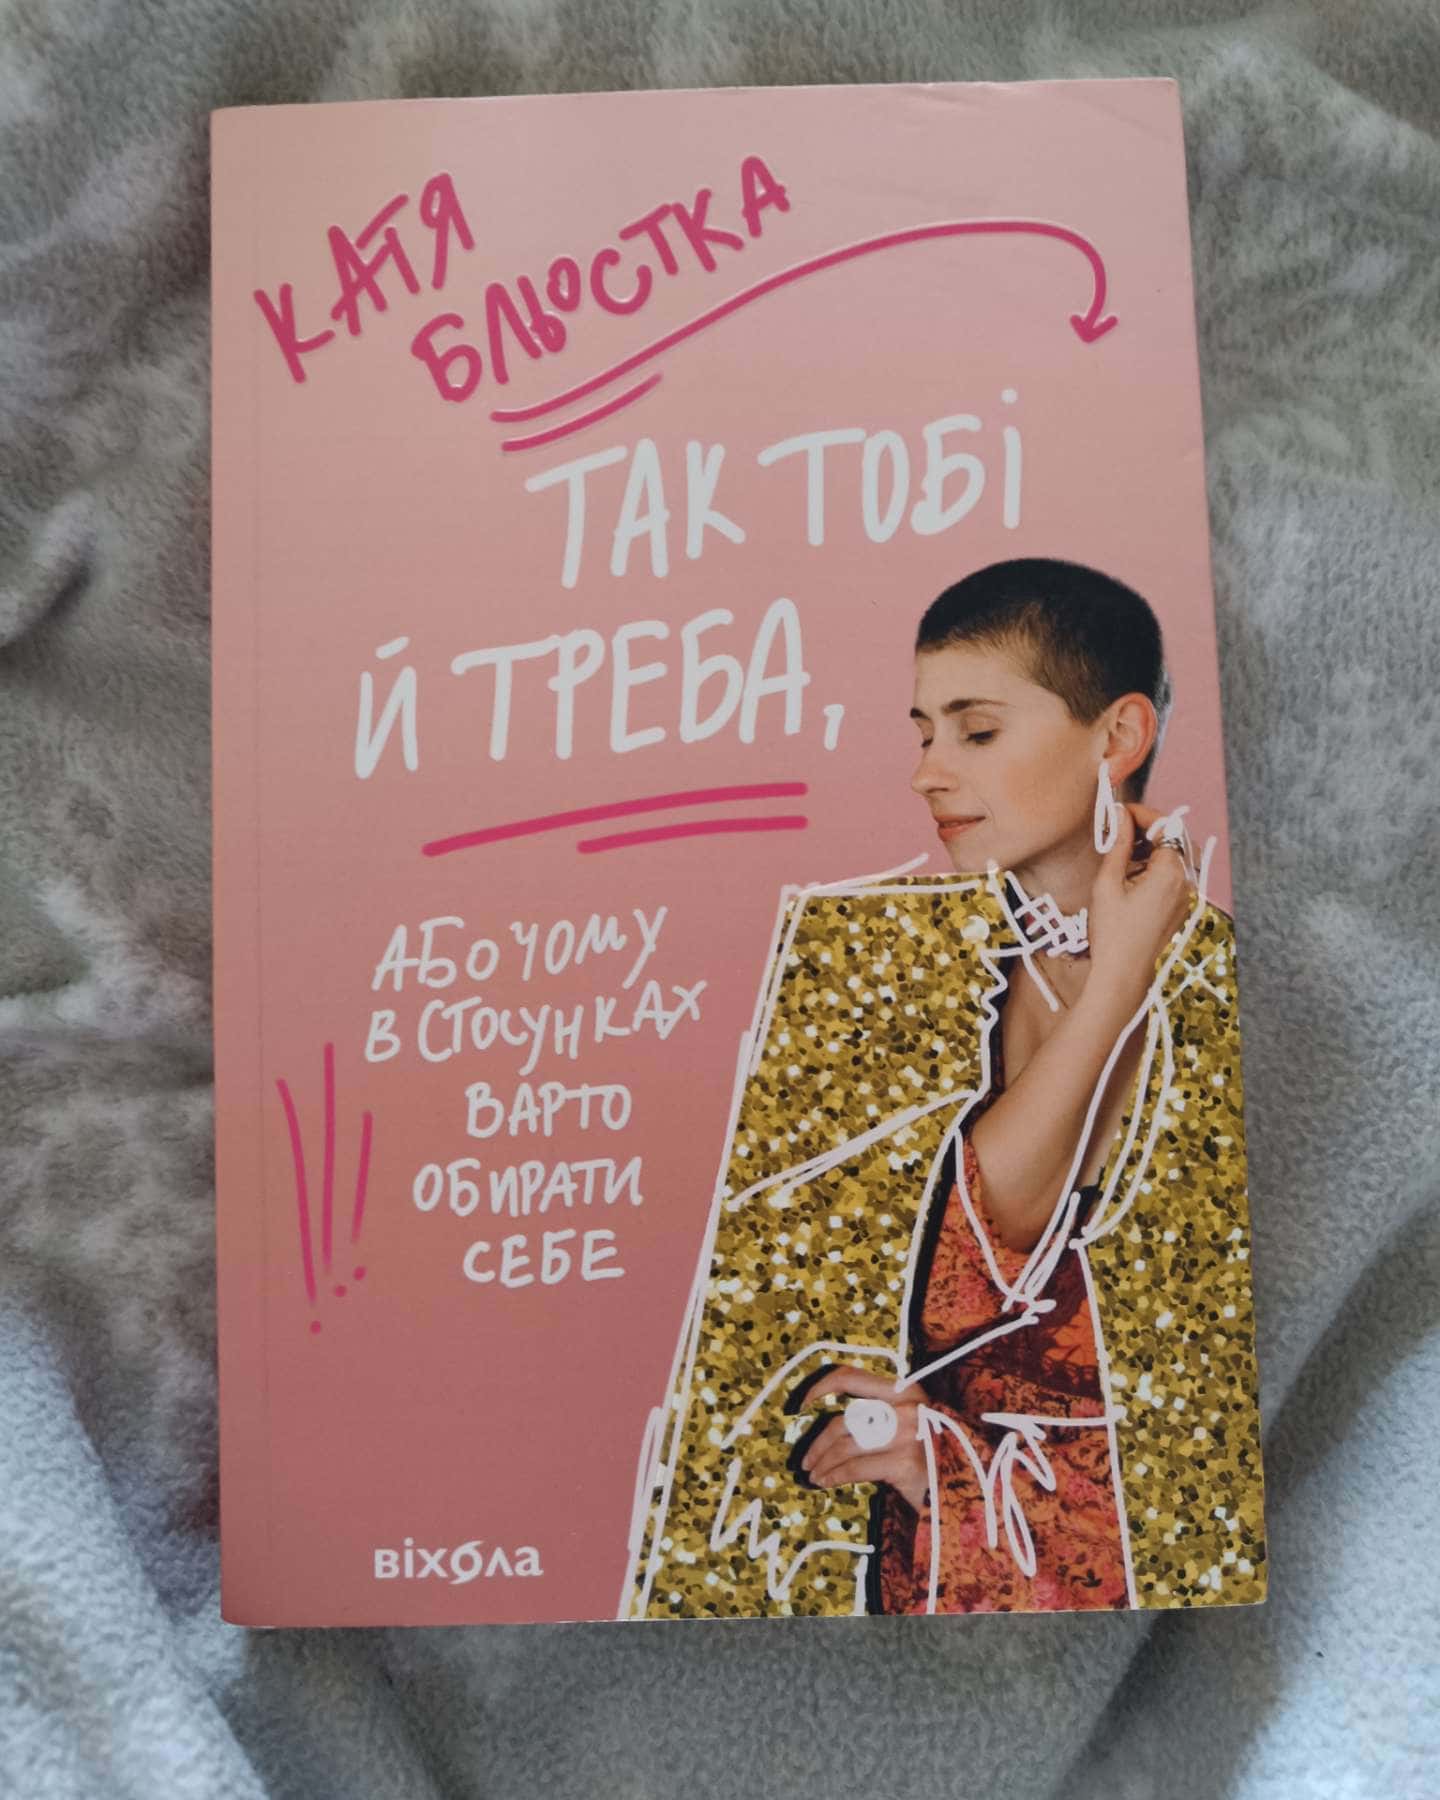 КАТЯ
БЛЬОСТКА
ТАК ТОБІ
Й ТРЕБА,
АБО ЧОМУ
В СТОСУНКАХ
ВАРТО
ОБИРАТИ
СЕБЕ
!!!
віхола